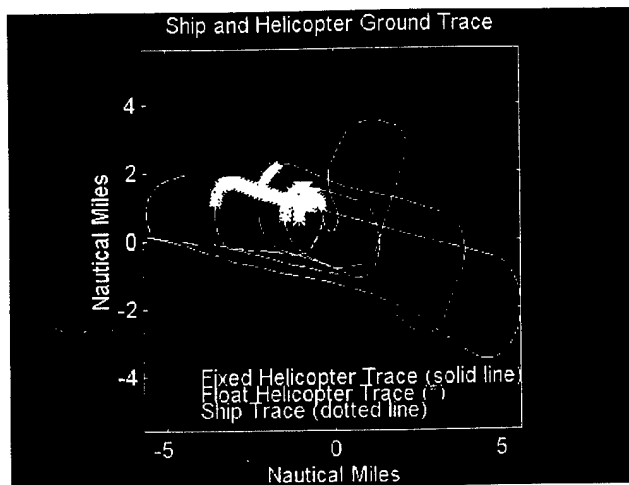 Ship and Helicopter Ground Trace
Nautical Miles
4
2
0
-2
-4
Fixed Helicopter Trace (solid line)
Float Helicopter Trace (*)
Ship Trace (dotted line)
-5
0
5
Nautical Miles